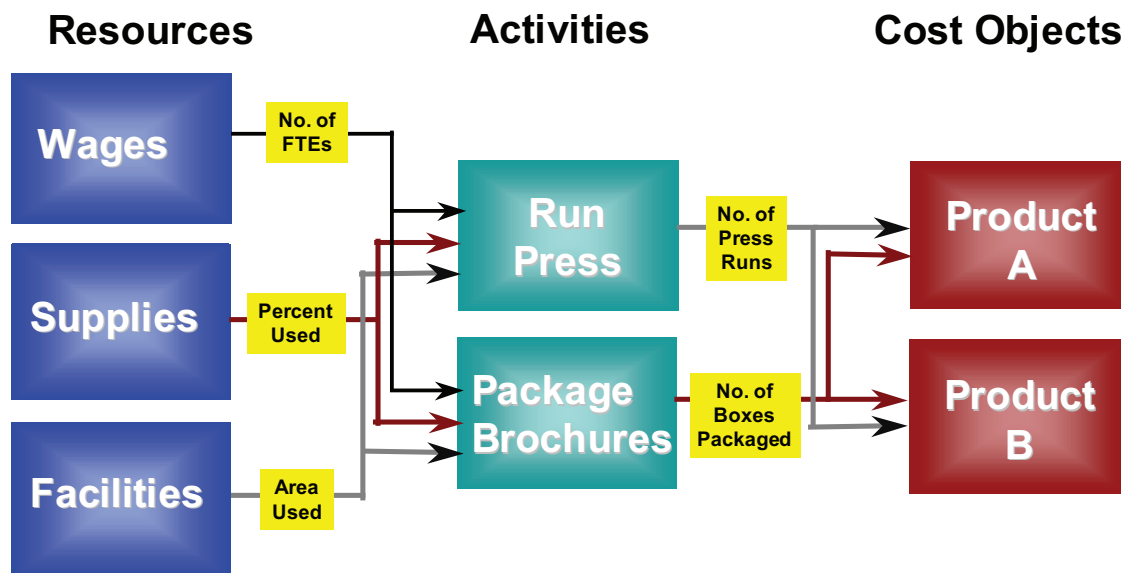 Resources
Activities
Cost Objects
Wages
No. of
FTEs
Supplies
Percent
Used
Facilities
Area
Used
Run
Press
Package
Brochures
No. of
Press
Runs
No. of
Boxes
Packaged
Product
A
Product
B